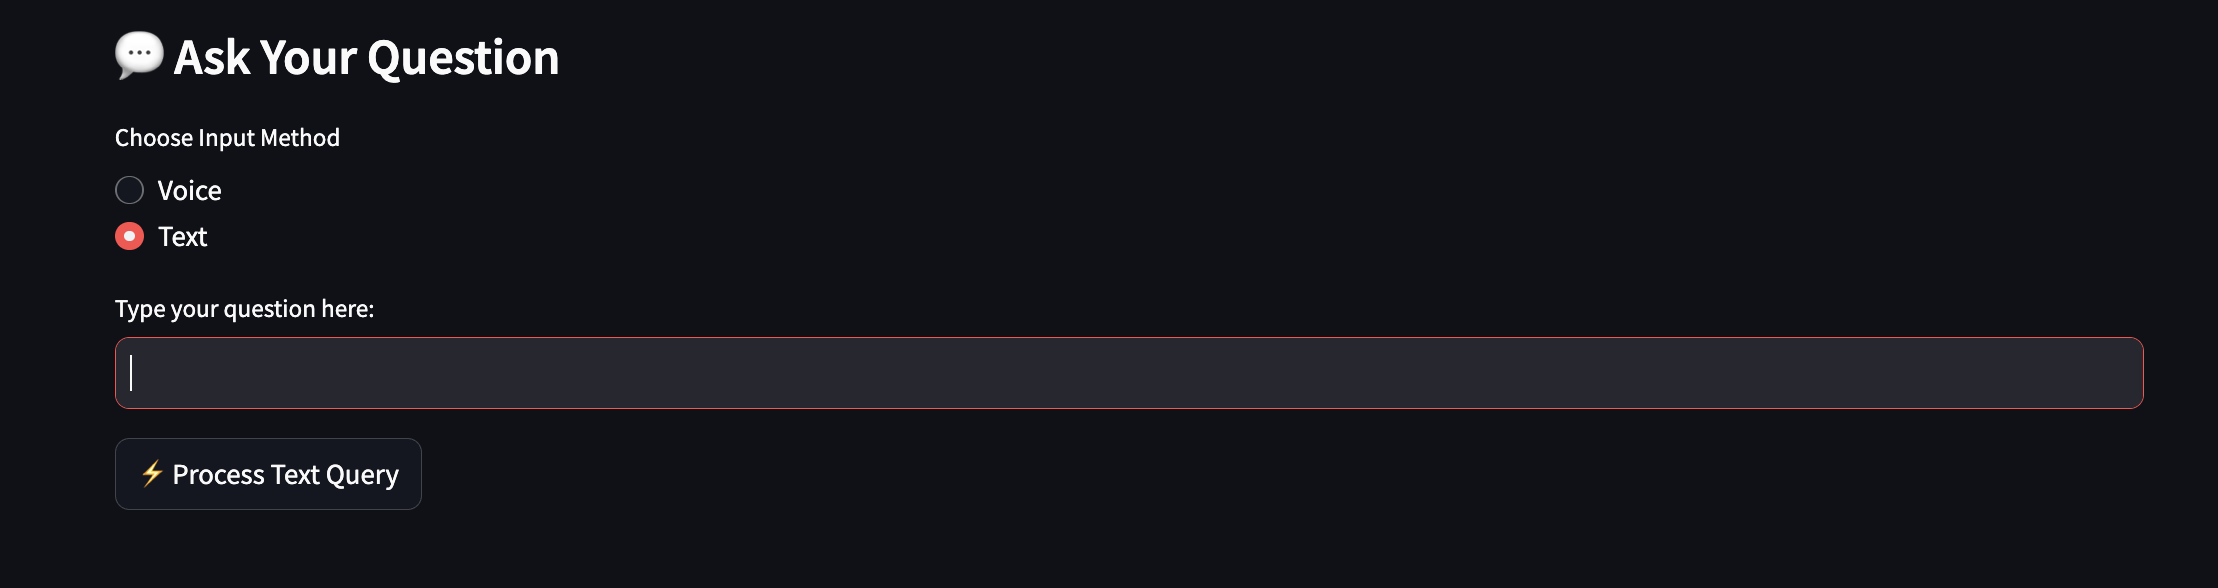 💬 Ask Your Question
Choose Input Method
Voice
Text
Type your question here:
⚡ Process Text Query